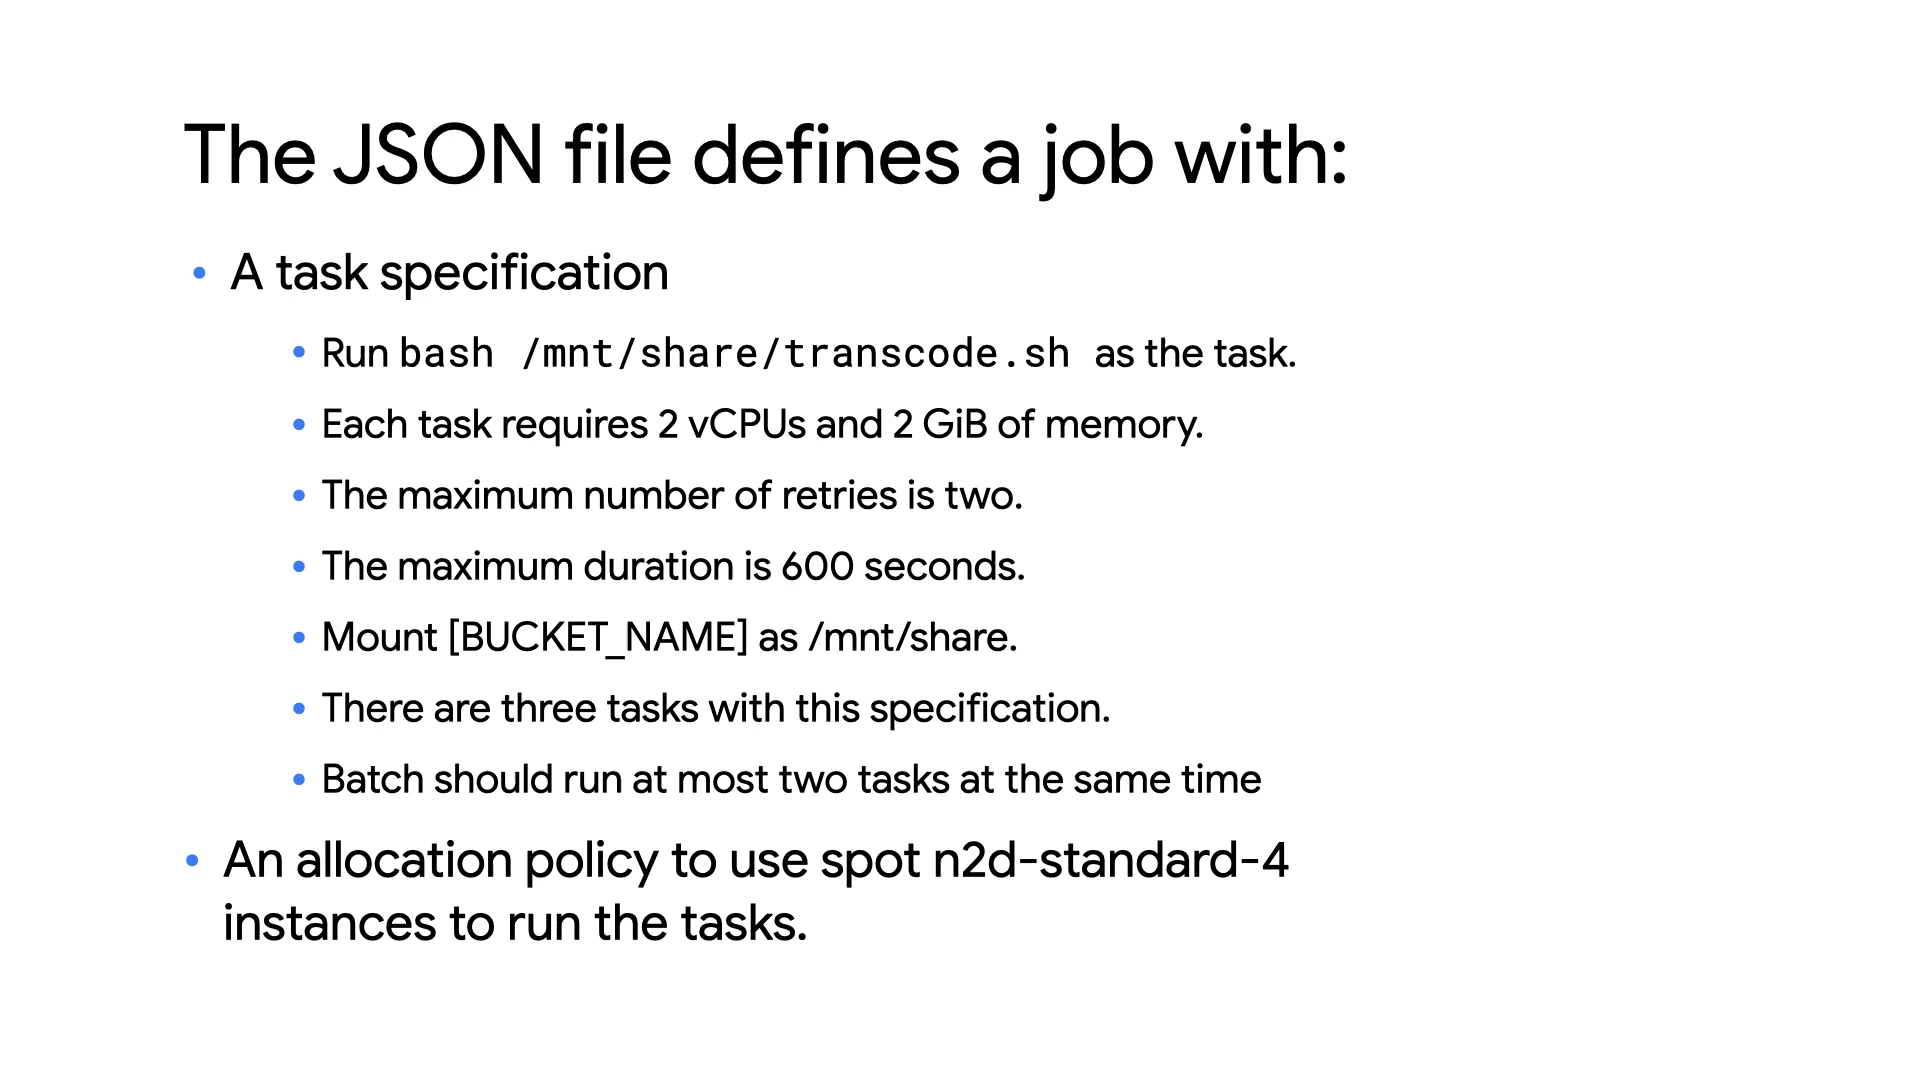 The JSON file defines a job with:
• A task specification
• Run bash /mnt/share/transcode.sh as the task.
• Each task requires 2 vCPUs and 2 GiB of memory.
• The maximum number of retries is two.
• The maximum duration is 600 seconds.
• Mount [BUCKET_NAME] as /mnt/share.
• There are three tasks with this specification.
• Batch should run at most two tasks at the same time
• An allocation policy to use spot n2d-standard-4
instances to run the tasks.